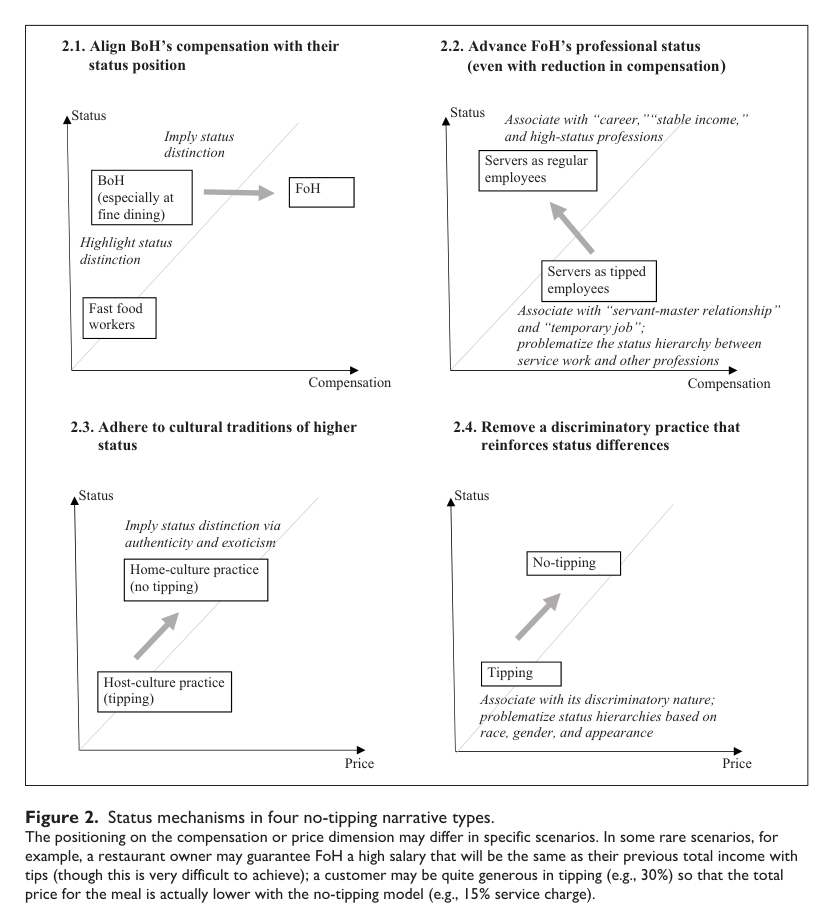 2.1. Align BoH's compensation with their
status position
Status
Imply status
distinction
BoH
(especially at
fine dining)
FoH
Highlight status
distinction
Fast food
workers
Compensation
2.2. Advance FoH's professional status
(even with reduction in compensation)
Status
Associate with “career,”“stable income,”
and high-status professions
Servers as regular
employees
Servers as tipped
employees
Associate with “servant-master relationship”
and “temporary job”;
problematize the status hierarchy between
service work and other professions
Compensation
2.3. Adhere to cultural traditions of higher
status
Status
Imply status distinction via
authenticity and exoticism
Home-culture practice
(no tipping)
Host-culture practice
(tipping)
Price
2.4. Remove a discriminatory practice that
reinforces status differences
Status
No-tipping
Tipping
Associate with its discriminatory nature;
problematize status hierarchies based on
race, gender, and appearance
Price
Figure 2. Status mechanisms in four no-tipping narrative types.
The positioning on the compensation or price dimension may differ in specific scenarios. In some rare scenarios, for
example, a restaurant owner may guarantee FoH a high salary that will be the same as their previous total income with
tips (though this is very difficult to achieve); a customer may be quite generous in tipping (e.g., 30%) so that the total
price for the meal is actually lower with the no-tipping model (e.g., 15% service charge).